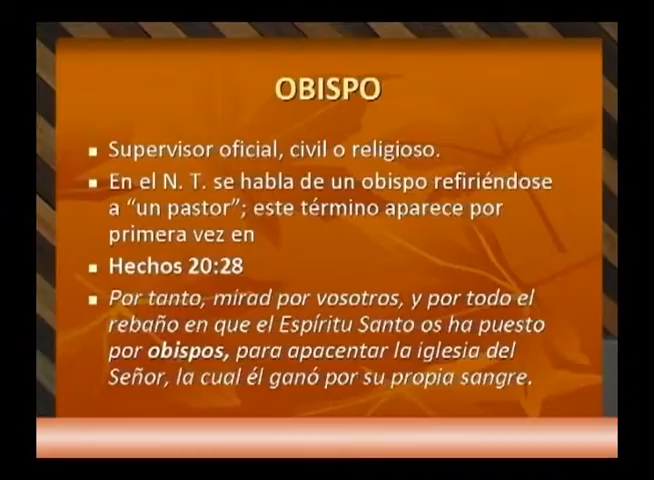 OBISPO
Supervisor oficial, civil o religioso.
En el N. T. se habla de un obispo refiriéndose
a “un pastor”; este término aparece por
primera vez en
Hechos 20:28
Por tanto, mirad por vosotros, y por todo el
rebaño en que el Espíritu Santo os ha puesto
por obispos, para apacentar la iglesia del
Señor, la cual él ganó por su propia sangre.